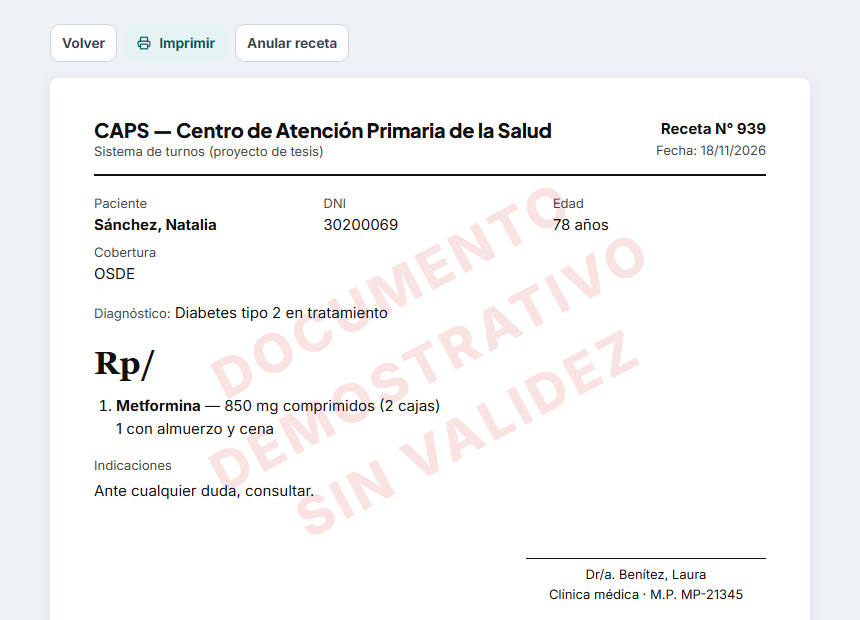 Volver
Imprimir
Anular receta
CAPS — Centro de Atención Primaria de la Salud
Receta N° 939
Sistema de turnos (proyecto de tesis)
Fecha: 18/11/2026
Paciente
DNI
Edad
Sánchez, Natalia
30200069
78 años
Cobertura
OSDE
Diagnóstico: Diabetes tipo 2 en tratamiento
Rp/
1. Metformina — 850 mg comprimidos (2 cajas)
1 con almuerzo y cena
Indicaciones
Ante cualquier duda, consultar.
DOCUMENTO
DEMOSTRATIVO
SIN VALIDEZ
Dr/a. Benítez, Laura
Clínica médica · M.P. MP-21345